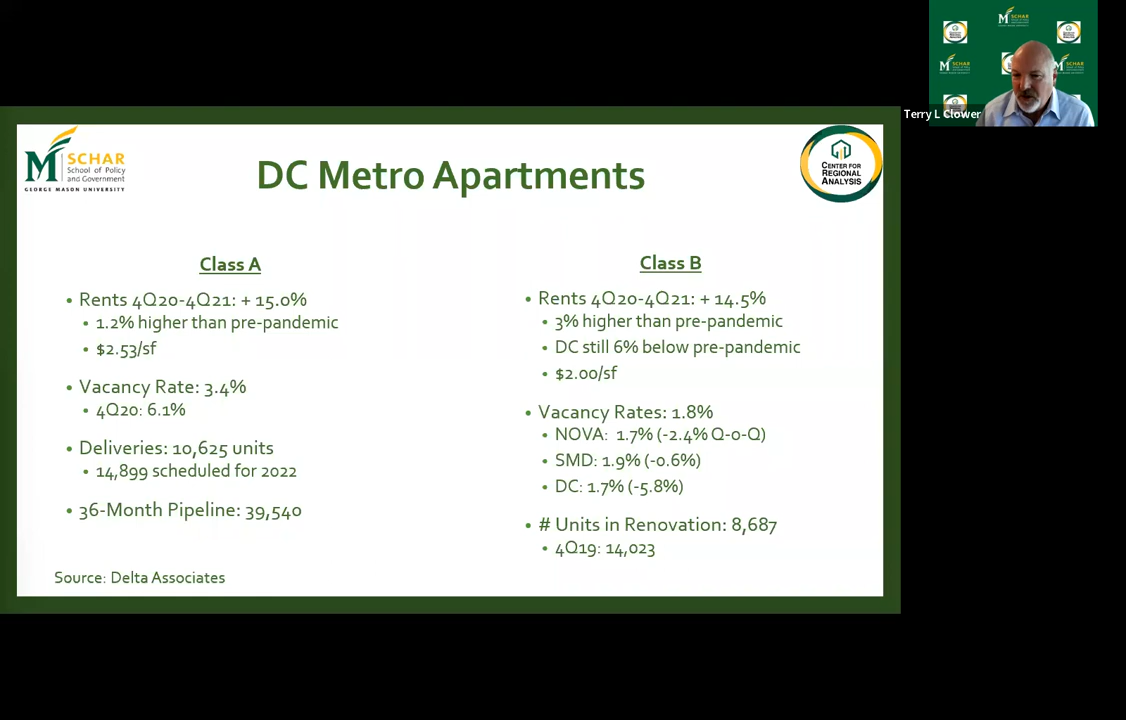 M SCHAR
School of Policy
and Government
GEORGE MASON UNIVERSITY
DC Metro Apartments
CENTER FOR
REGIONAL
ANALYSIS
Class A
• Rents 4Q20-4Q21: + 15.0%
• 1.2% higher than pre-pandemic
• $2.53/sf
• Vacancy Rate: 3.4%
• 4Q20: 6.1%
• Deliveries: 10,625 units
• 14,899 scheduled for 2022
• 36-Month Pipeline: 39,540
Source: Delta Associates
Class B
• Rents 4Q20-4Q21: + 14.5%
• 3% higher than pre-pandemic
• DC still 6% below pre-pandemic
• $2.00/sf
• Vacancy Rates: 1.8%
• NOVA: 1.7% (-2.4% Q-o-Q)
• SMD: 1.9% (-0.6%)
• DC: 1.7% (-5.8%)
• # Units in Renovation: 8,687
• 4Q19: 14,023
M SCHAR
M SCHAR
M SCHAR
Terry L Clower